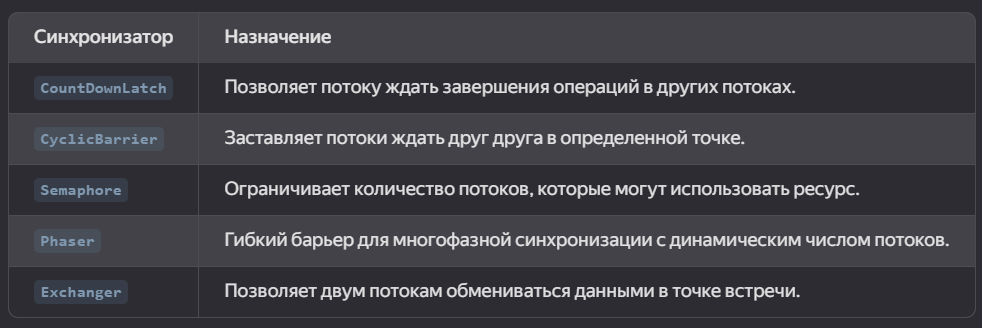 Синхронизатор Назначение
CountDownLatch Позволяет потоку ждать завершения операций в других потоках.
CyclicBarrier Заставляет потоки ждать друг друга в определенной точке.
Semaphore Ограничивает количество потоков, которые могут использовать ресурс.
Phaser Гибкий барьер для многофазной синхронизации с динамическим числом потоков.
Exchanger Позволяет двум потокам обмениваться данными в точке встречи.